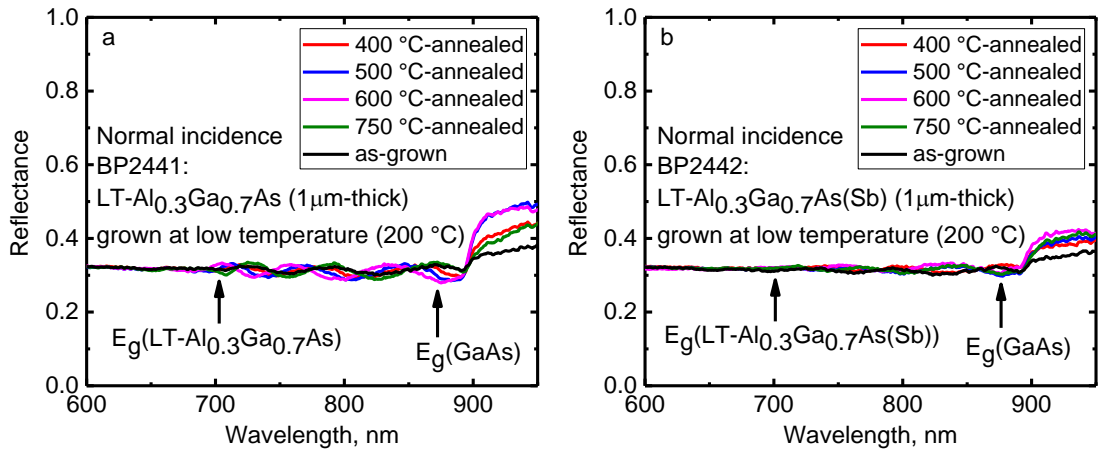 a
400 °C-annealed
500 °C-annealed
600 °C-annealed
750 °C-annealed
as-grown
Normal incidence
BP2441:
LT-Al0.3Ga0.7As (1μm-thick)
grown at low temperature (200 °C)
Eg(LT-Al0.3Ga0.7As)
Eg(GaAs)
Reflectance
1.0
0.8
0.6
0.4
0.2
0.0
600
700
800
900
Wavelength, nm
b
400 °C-annealed
500 °C-annealed
600 °C-annealed
750 °C-annealed
as-grown
Normal incidence
BP2442:
LT-Al0.3Ga0.7As(Sb) (1μm-thick)
grown at low temperature (200 °C)
Eg(LT-Al0.3Ga0.7As(Sb))
Eg(GaAs)
Reflectance
1.0
0.8
0.6
0.4
0.2
0.0
600
700
800
900
Wavelength, nm